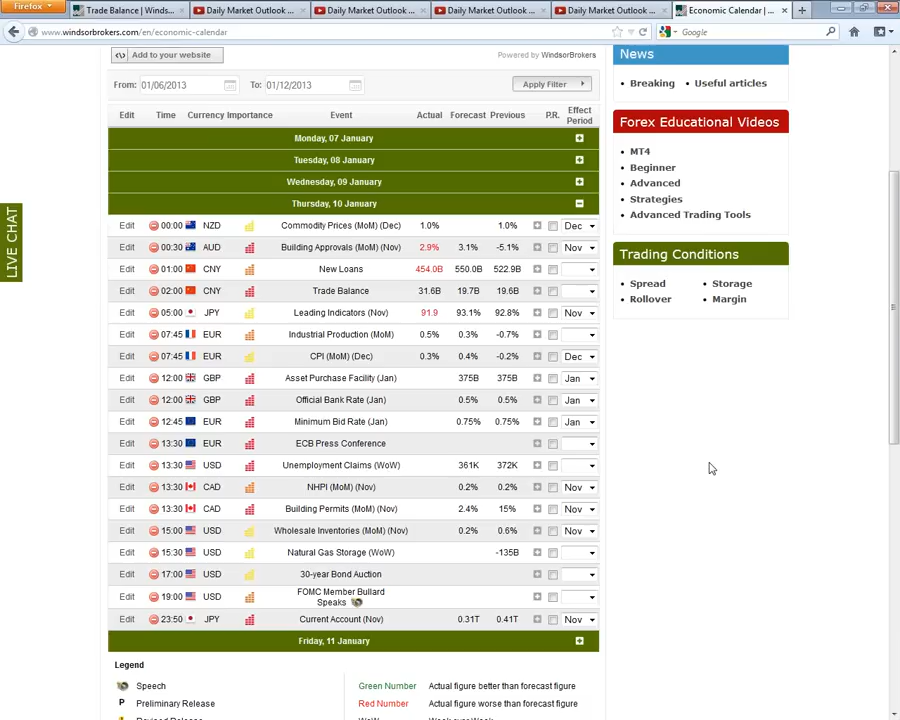 Firefox
Trade Balance | Winds...
Daily Market Outlook ...
Daily Market Outlook ...
Daily Market Outlook ...
Daily Market Outlook ...
Economic Calendar | ...
www.windsorbrokers.com/en/economic-calendar
Google
Add to your website
Powered by WindsorBrokers
From: 01/06/2013 To: 01/12/2013 Apply Filter
Edit Time Currency Importance Event Actual Forecast Previous P.R. Effect Period
Monday, 07 January
Tuesday, 08 January
Wednesday, 09 January
Thursday, 10 January
Edit 00:00 NZD Commodity Prices (MoM) (Dec) 1.0% 1.0% Dec
Edit 00:30 AUD Building Approvals (MoM) (Nov) 2.9% 3.1% -5.1% Nov
Edit 01:00 CNY New Loans 454.0B 550.0B 522.9B
Edit 02:00 CNY Trade Balance 31.6B 19.7B 19.6B
Edit 05:00 JPY Leading Indicators (Nov) 91.9 93.1% 92.8% Nov
Edit 07:45 EUR Industrial Production (MoM) 0.5% 0.3% -0.7%
Edit 07:45 EUR CPI (MoM) (Dec) 0.3% 0.4% -0.2% Dec
Edit 12:00 GBP Asset Purchase Facility (Jan) 375B 375B Jan
Edit 12:00 GBP Official Bank Rate (Jan) 0.5% 0.5% Jan
Edit 12:45 EUR Minimum Bid Rate (Jan) 0.75% 0.75% Jan
Edit 13:30 EUR ECB Press Conference
Edit 13:30 USD Unemployment Claims (WoW) 361K 372K
Edit 13:30 CAD NHPI (MoM) (Nov) 0.2% 0.2% Nov
Edit 13:30 CAD Building Permits (MoM) (Nov) 2.4% 15% Nov
Edit 15:00 USD Wholesale Inventories (MoM) (Nov) 0.2% 0.6% Nov
Edit 15:30 USD Natural Gas Storage (WoW) -135B
Edit 17:00 USD 30-year Bond Auction
Edit 19:00 USD FOMC Member Bullard
Speaks
Edit 23:50 JPY Current Account (Nov) 0.31T 0.41T Nov
Friday, 11 January
Legend
Speech
P Preliminary Release
Green Number Actual figure better than forecast figure
Red Number Actual figure worse than forecast figure
News
Breaking
Useful articles
Forex Educational Videos
MT4
Beginner
Advanced
Strategies
Advanced Trading Tools
Trading Conditions
Spread
Storage
Rollover
Margin
LIVE CHAT